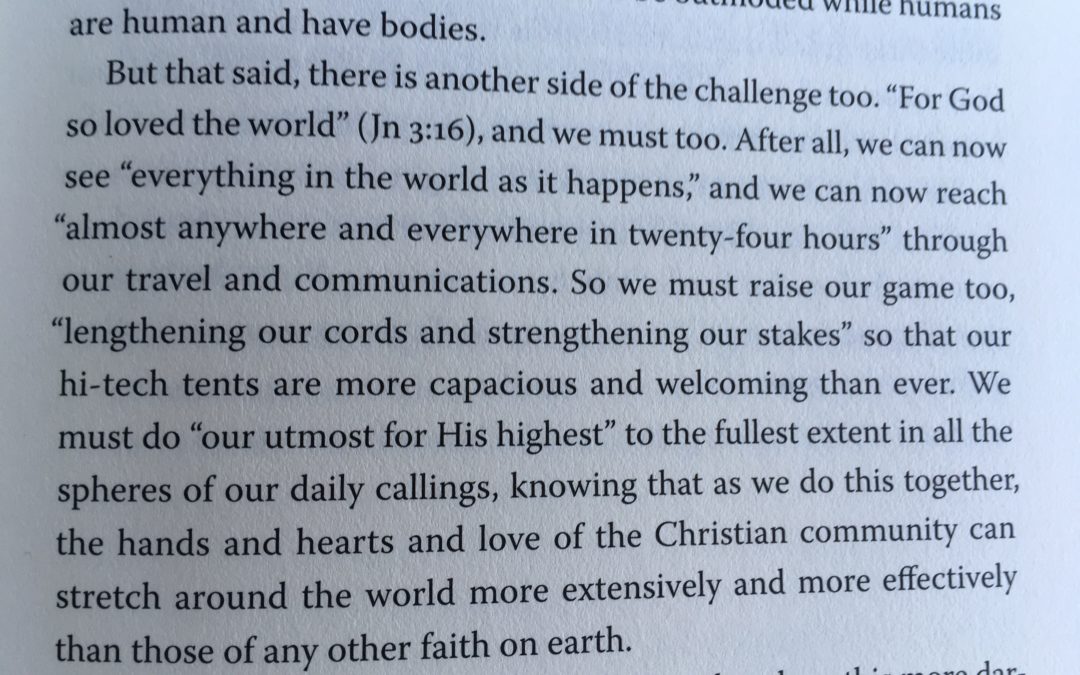 while humans
are human and have bodies.
But that said, there is another side of the challenge too. “For God
so loved the world” (Jn 3:16), and we must too. After all, we can now
see “everything in the world as it happens,” and we can now reach
“almost anywhere and everywhere in twenty-four hours” through
our travel and communications. So we must raise our game too,
“lengthening our cords and strengthening our stakes” so that our
hi-tech tents are more capacious and welcoming than ever. We
must do “our utmost for His highest” to the fullest extent in all the
spheres of our daily callings, knowing that as we do this together,
the hands and hearts and love of the Christian community can
stretch around the world more extensively and more effectively
than those of any other faith on earth.